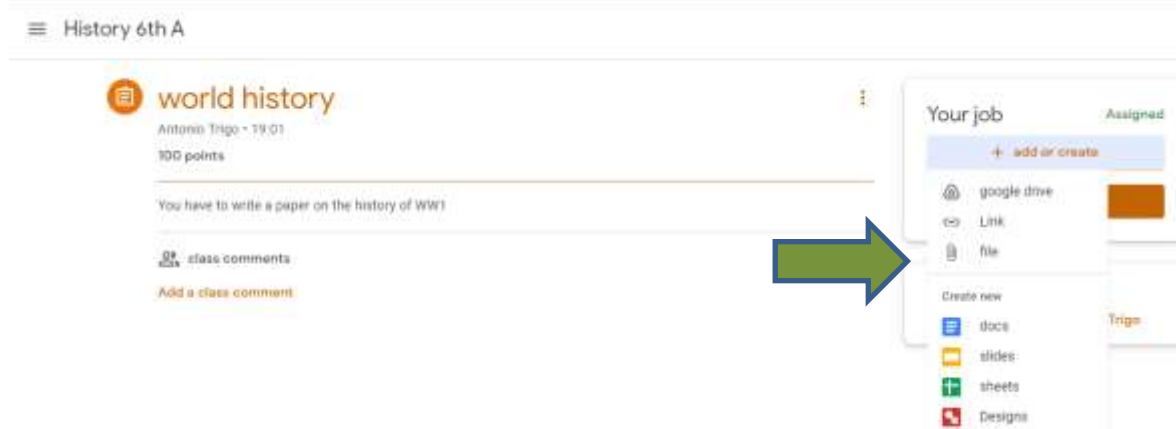 History 6th A
world history
Antonio Trigo • 19:01
100 points
You have to write a paper on the history of WW1
class comments
Add a class comment
Your job
Assigned
+ add or create
google drive
Link
file
Create new
docs
slides
sheets
Designs
Trigo